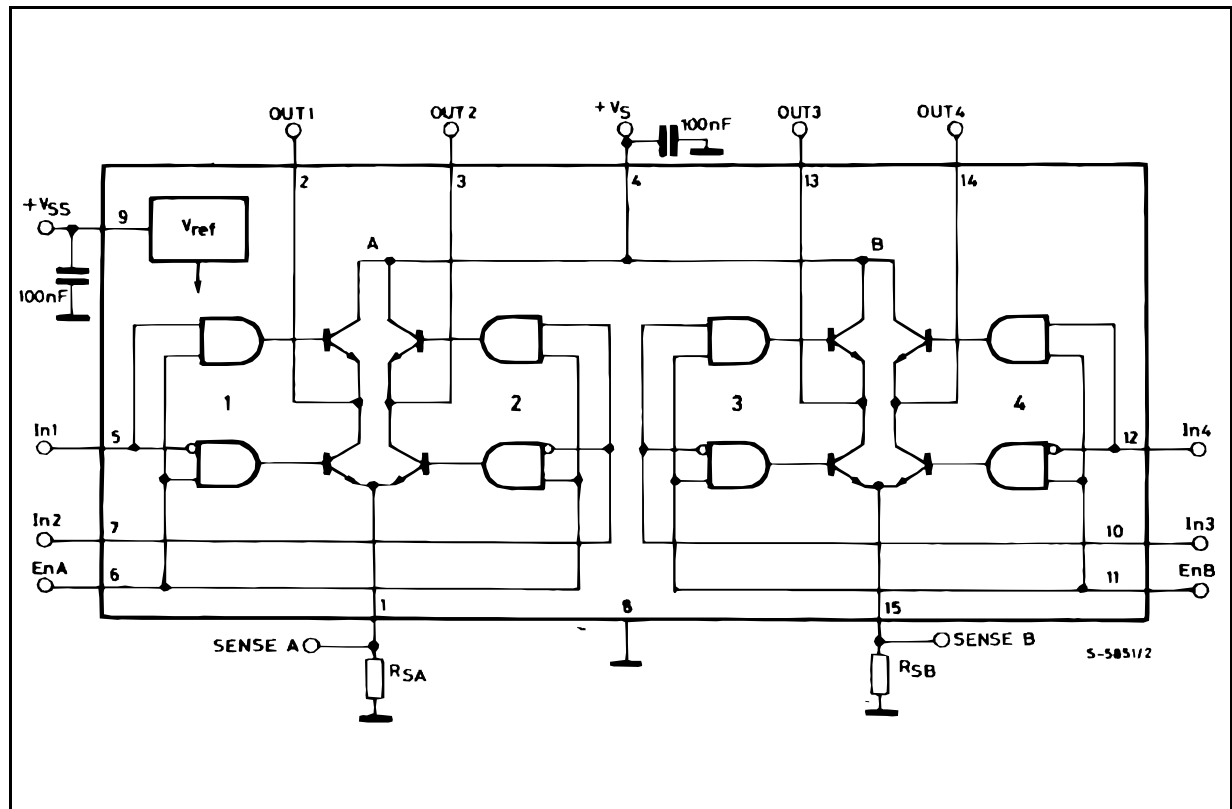 OUT1 OUT2 +VS 100nF OUT3 OUT4
2 3 4 13 14
+VSS 9 Vref
A B
100nF
1 2 3 4
In1 5 12 In4
In2 7 10 In3
EnA 6 11 EnB
1 8 15
SENSE A SENSE B S-5851/2
RSA RSB